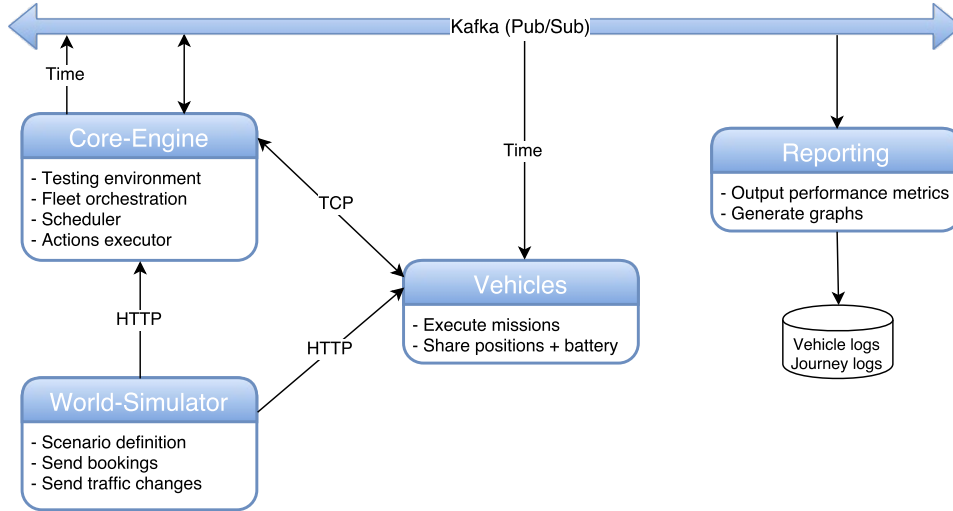 Kafka (Pub/Sub)
Time
Core-Engine
- Testing environment
- Fleet orchestration
- Scheduler
- Actions executor
Time
Reporting
- Output performance metrics
- Generate graphs
TCP
Vehicles
- Execute missions
- Share positions + battery
HTTP
HTTP
Vehicle logs
Journey logs
World-Simulator
- Scenario definition
- Send bookings
- Send traffic changes